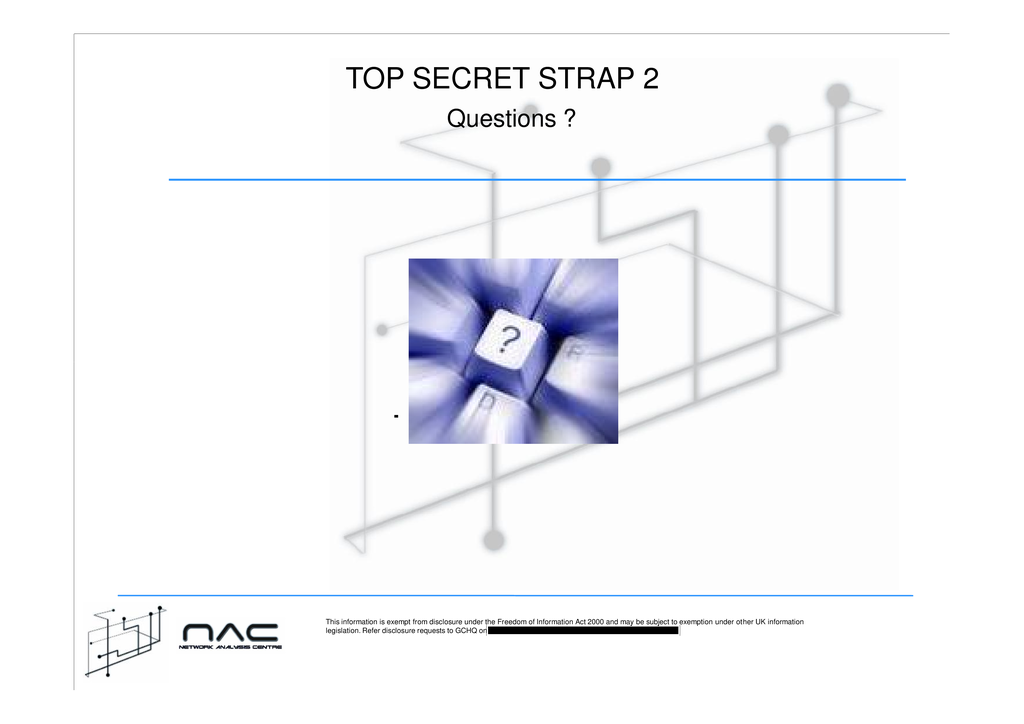 TOP SECRET STRAP 2
Questions ?
?
F
D
NAC
NETWORK ANALYSIS CENTRE
This information is exempt from disclosure under the Freedom of Information Act 2000 and may be subject to exemption under other UK information
legislation. Refer disclosure requests to GCHQ on